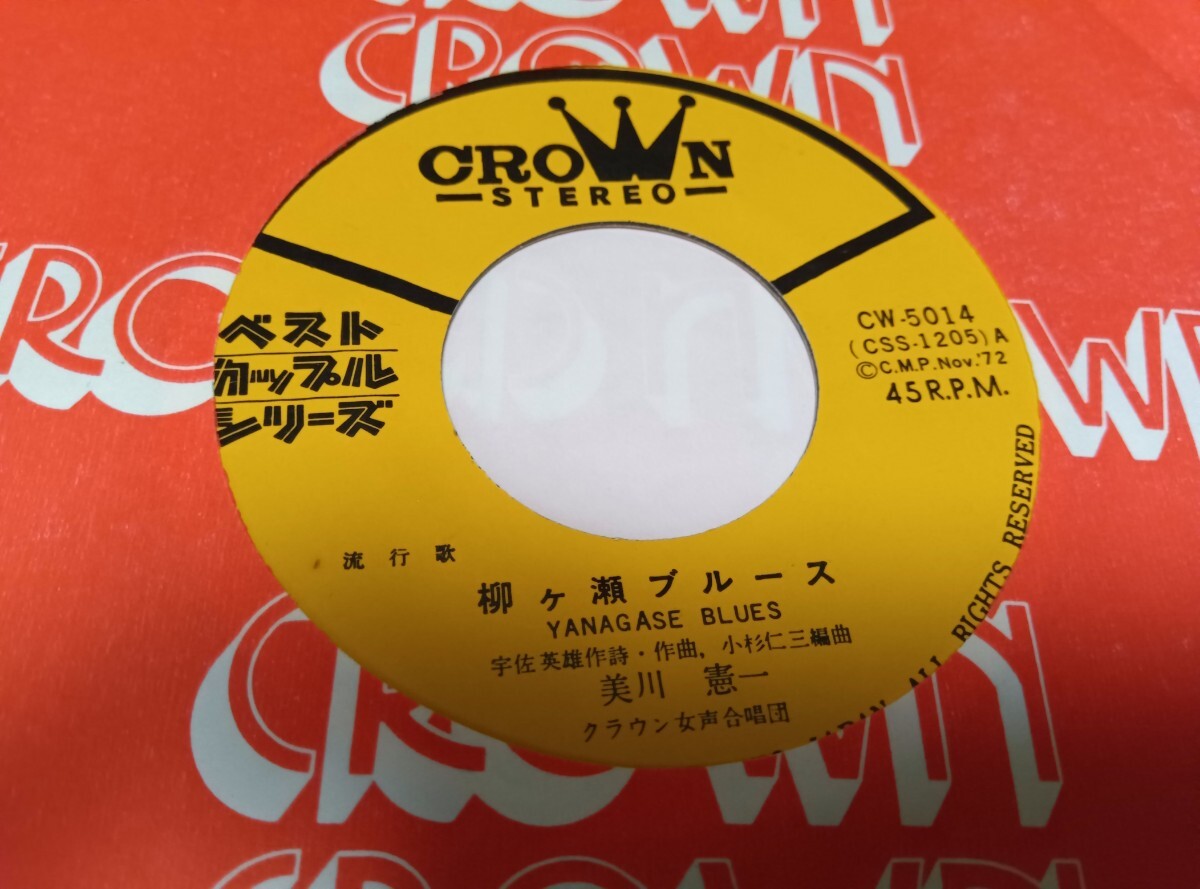 CROWN
CROWN
CROWN
STEREO
ベスト
カップル
シリーズ
CW-5014
(CSS-1205) A
Ⓒ C.M.P. Nov.'72
45 R.P.M.
流行歌
柳ヶ瀬ブルース
YANAGASE BLUES
宇佐英雄作詩・作曲, 小杉仁三編曲
美川 憲一
クラウン女声合唱団
ALL RIGHTS RESERVED
CROWN
CROWN